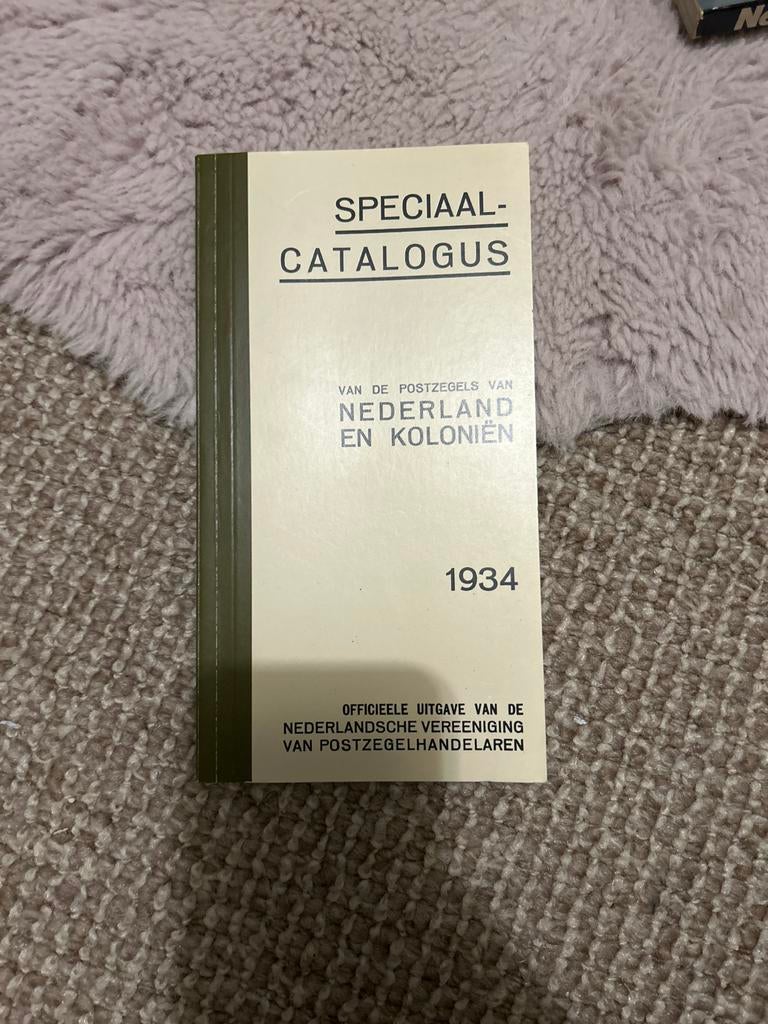 SPECIAAL-
CATALOGUS
VAN DE POSTZEGELS VAN
NEDERLAND
EN KOLONIËN
1934
OFFICIEELE UITGAVE VAN DE
NEDERLANDSCHE VEREENIGING
VAN POSTZEGELHANDELAREN